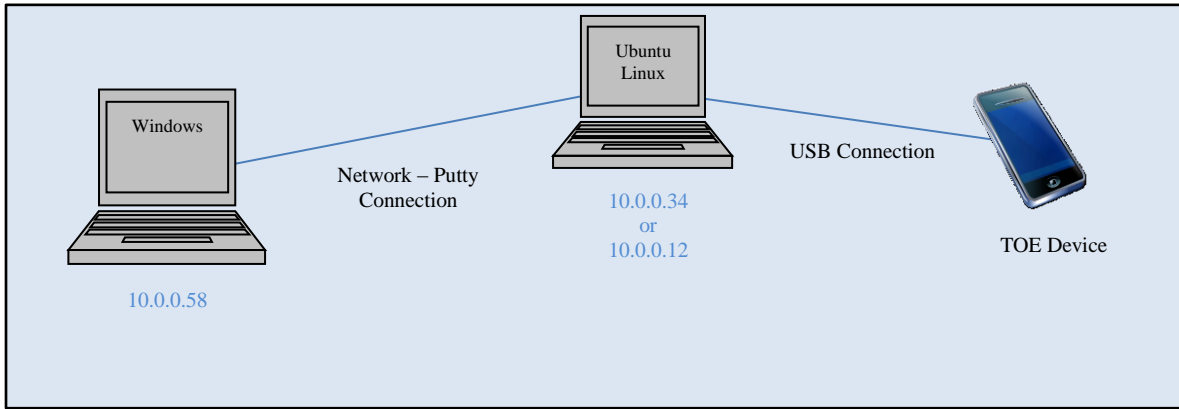 Windows
10.0.0.58
Network – Putty
Connection
Ubuntu
Linux
10.0.0.34
or
10.0.0.12
USB Connection
TOE Device